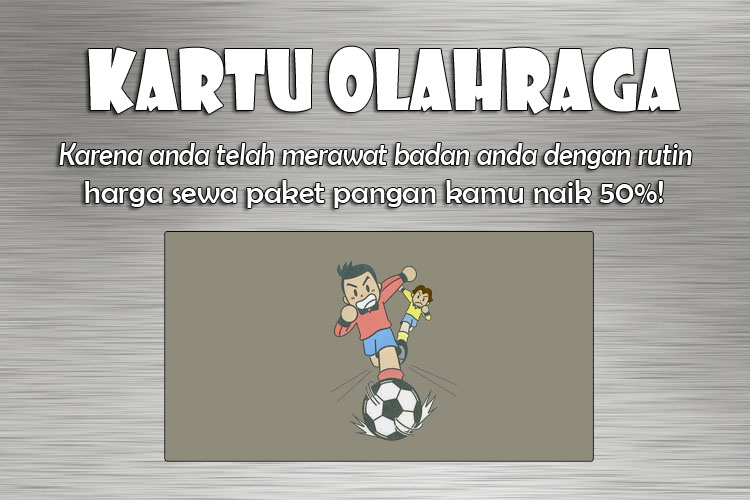 KARTU OLAHRAGA
Karena anda telah merawat badan anda dengan rutin
harga sewa paket pangan kamu naik 50%!